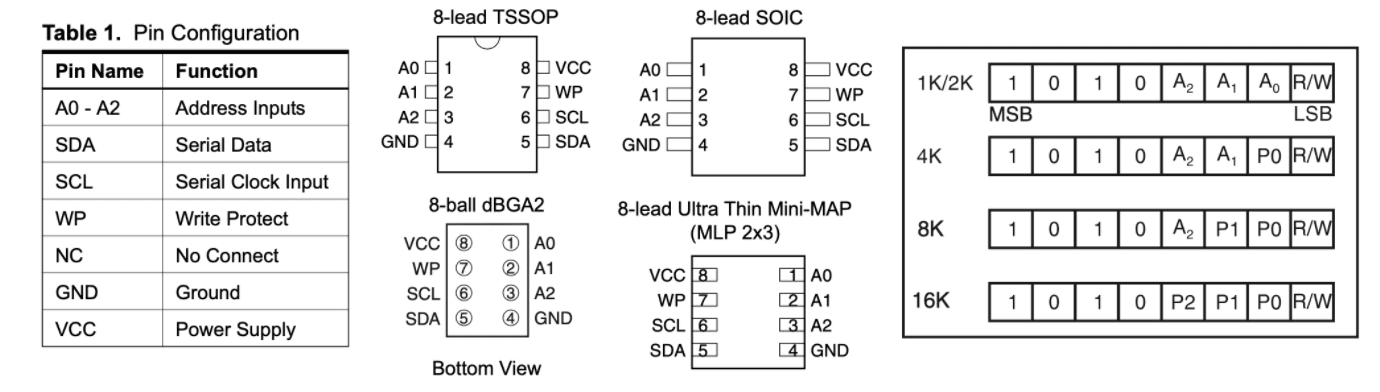 Table 1. Pin Configuration
Pin Name Function
A0 - A2 Address Inputs
SDA Serial Data
SCL Serial Clock Input
WP Write Protect
NC No Connect
GND Ground
VCC Power Supply
8-lead TSSOP
A0 1 8 VCC
A1 2 7 WP
A2 3 6 SCL
GND 4 5 SDA
8-lead SOIC
A0 1 8 VCC
A1 2 7 WP
A2 3 6 SCL
GND 4 5 SDA
8-ball dBGA2
VCC 8 1 A0
WP 7 2 A1
SCL 6 3 A2
SDA 5 4 GND
Bottom View
8-lead Ultra Thin Mini-MAP
(MLP 2x3)
VCC 8 1 A0
WP 7 2 A1
SCL 6 3 A2
SDA 5 4 GND
1K/2K 1 0 1 0 A2 A1 A0 R/W
MSB LSB
4K 1 0 1 0 A2 A1 P0 R/W
8K 1 0 1 0 A2 P1 P0 R/W
16K 1 0 1 0 P2 P1 P0 R/W